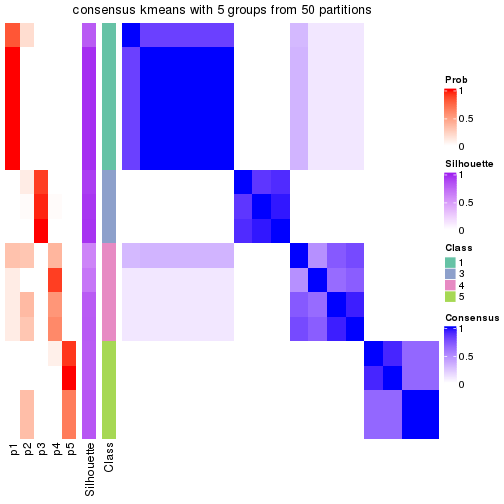 consensus kmeans with 5 groups from 50 partitions
Prob
1
0.5
0
Silhouette
1
0.5
0
Class
1
3
4
5
Consensus
1
0.5
0
p1
p2
p3
p4
p5
Silhouette
Class